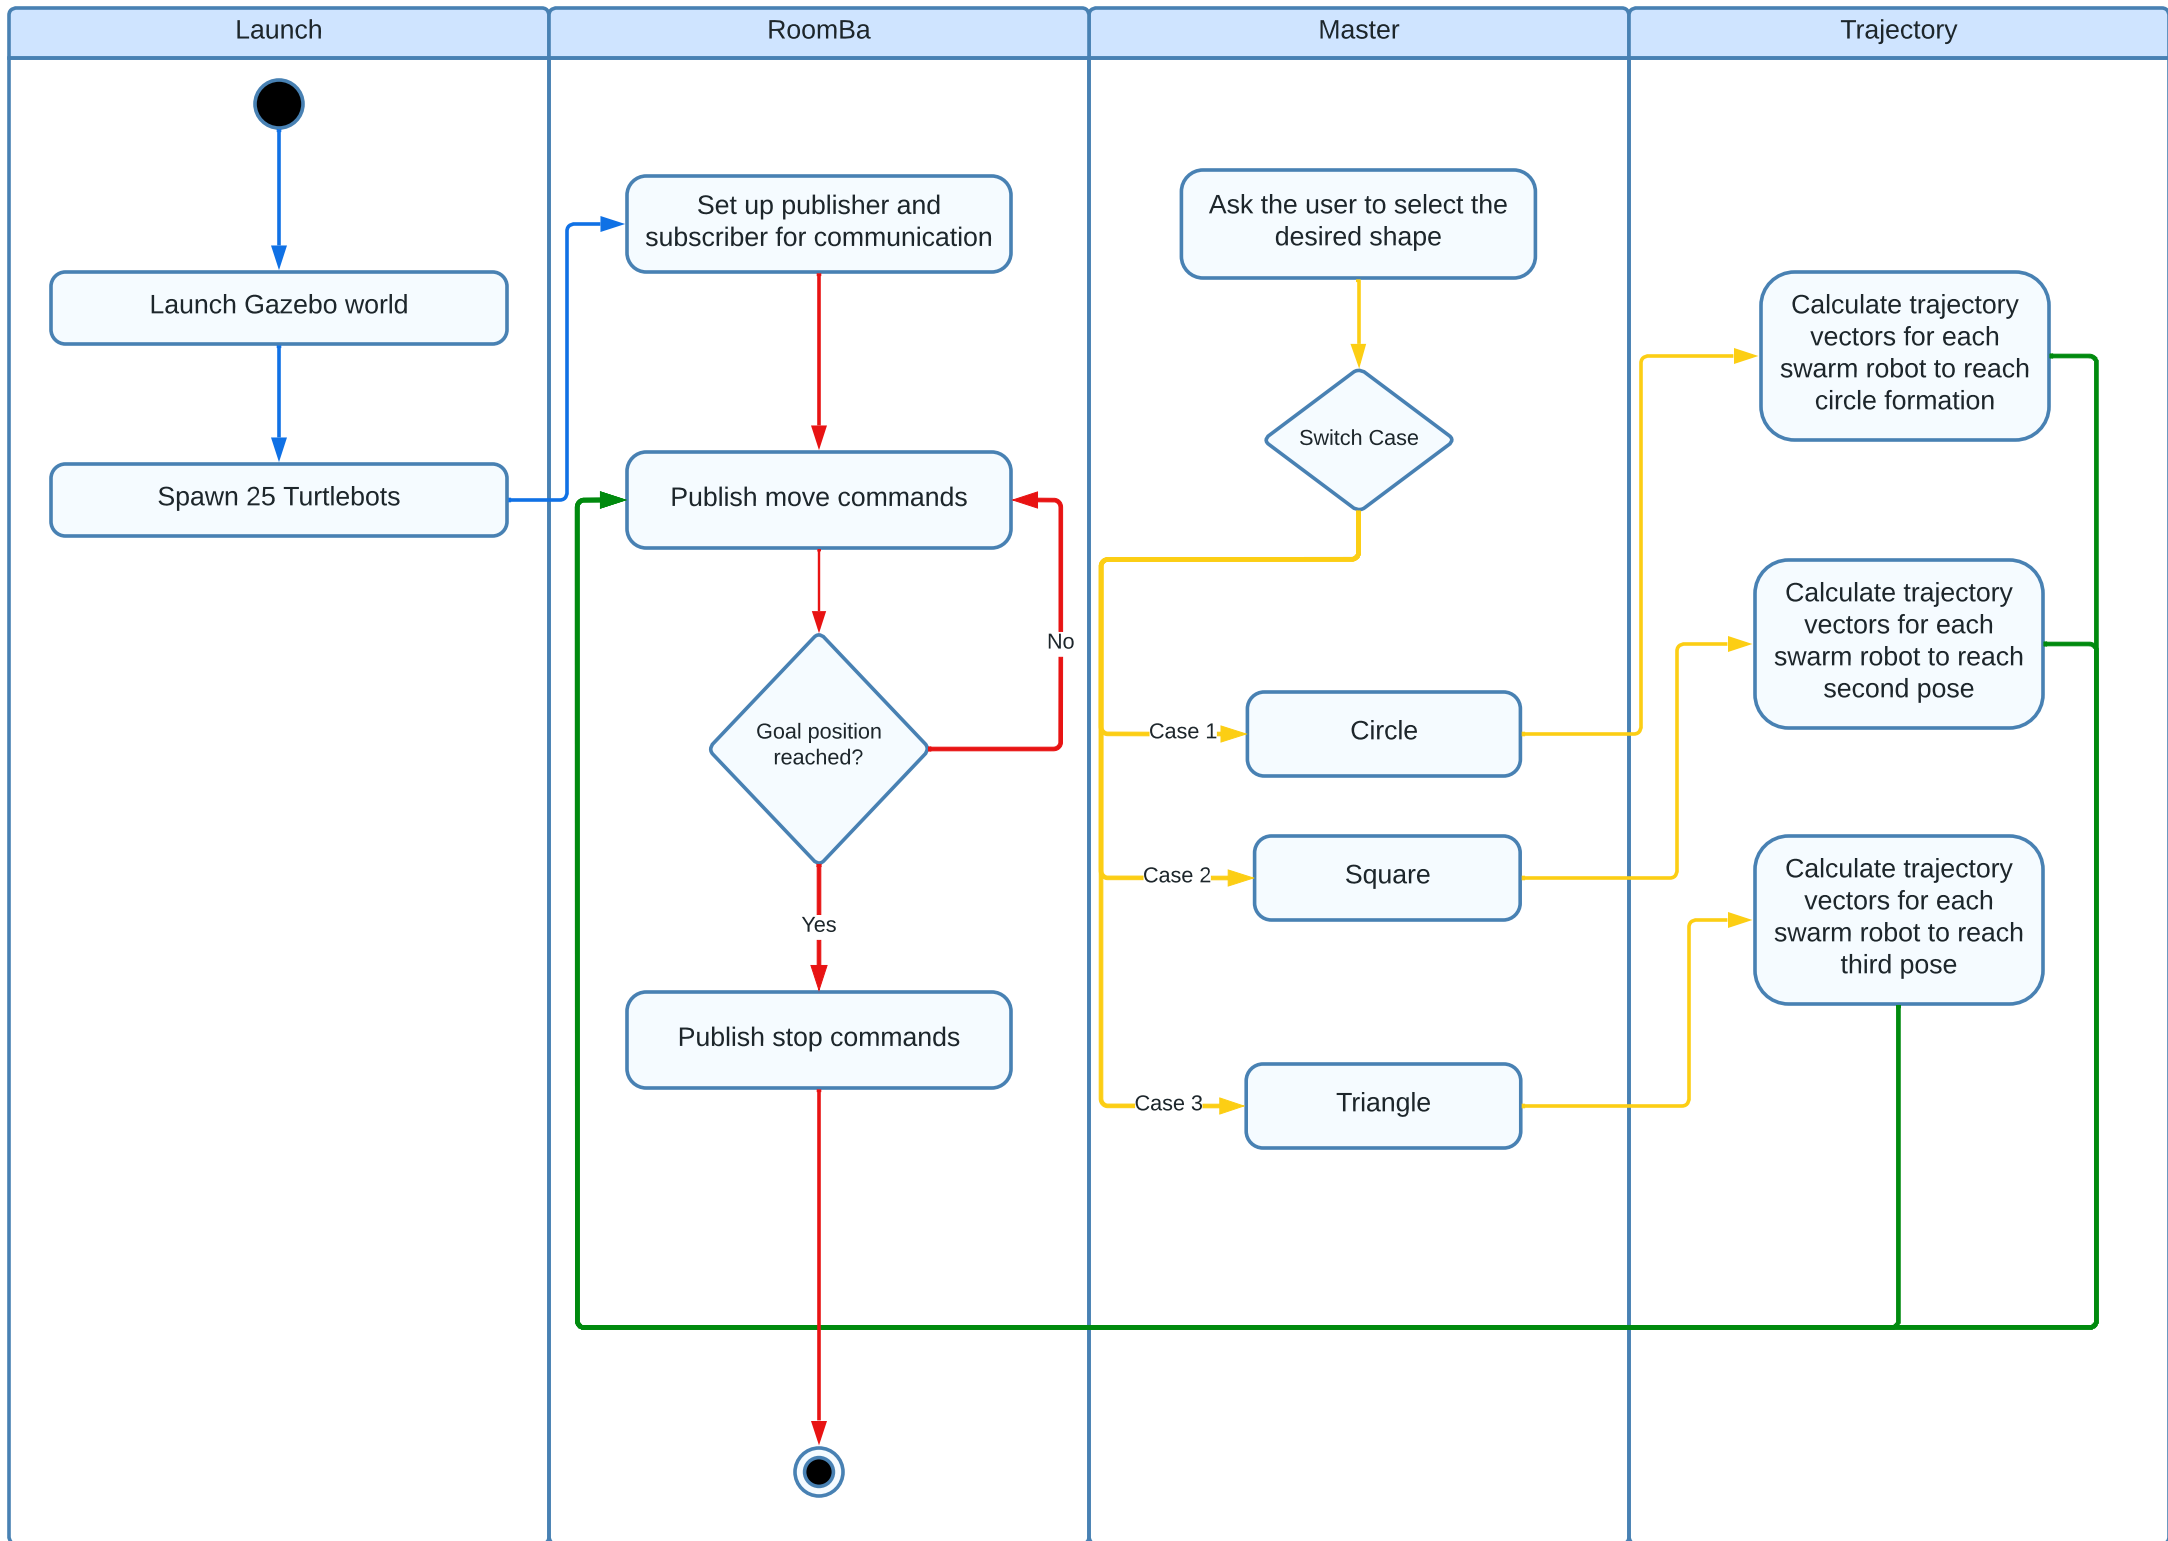 Launch
RoomBa
Master
Trajectory
Launch Gazebo world
Spawn 25 Turtlebots
Set up publisher and
subscriber for communication
Publish move commands
No
Goal position
reached?
Yes
Publish stop commands
Ask the user to select the
desired shape
Switch Case
Case 1
Circle
Case 2
Square
Case 3
Triangle
Calculate trajectory
vectors for each
swarm robot to reach
circle formation
Calculate trajectory
vectors for each
swarm robot to reach
second pose
Calculate trajectory
vectors for each
swarm robot to reach
third pose